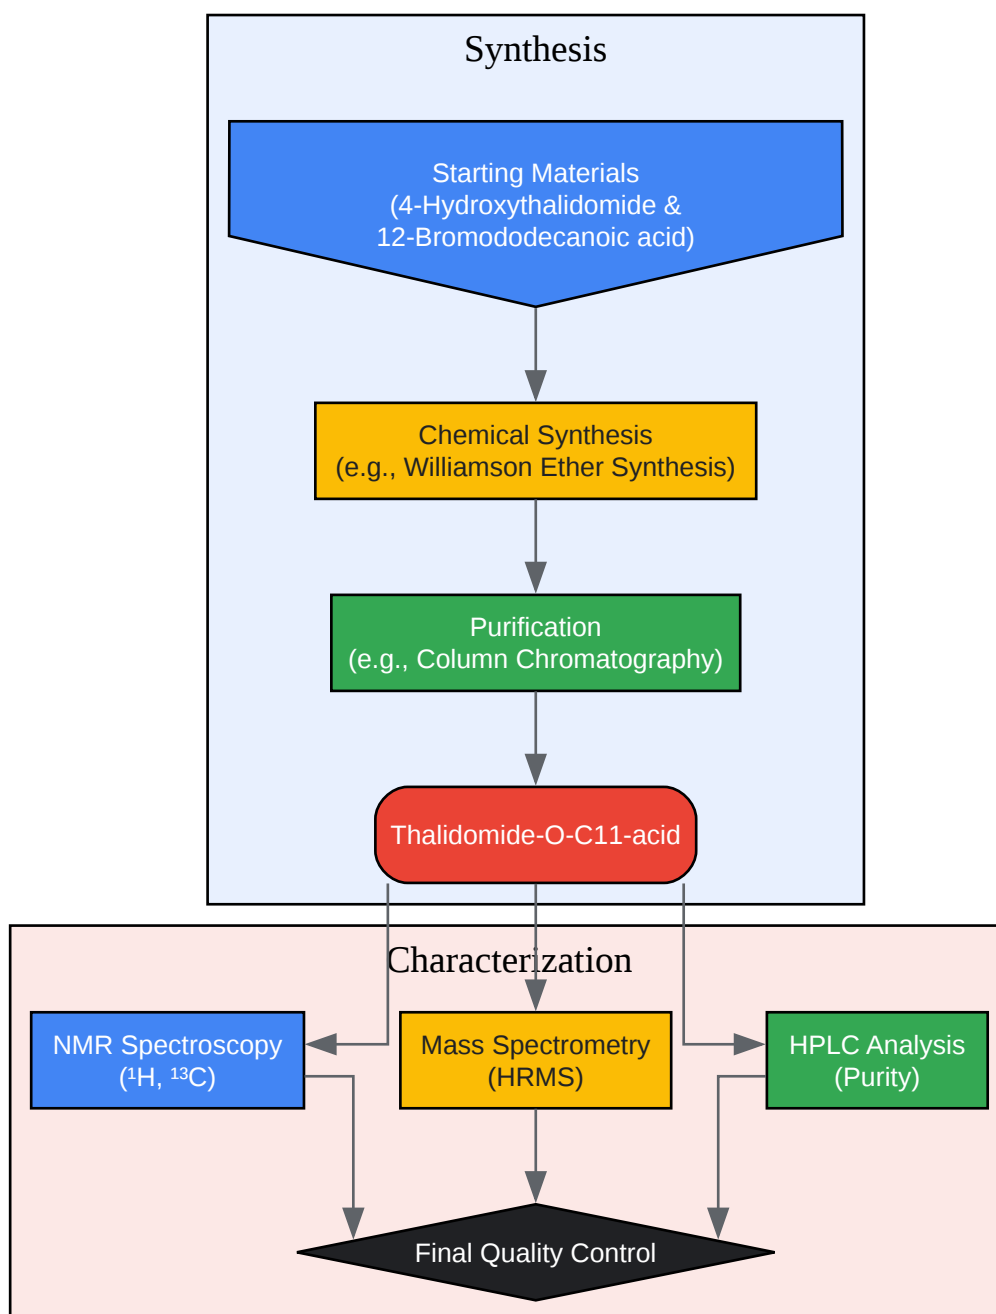 Synthesis
Starting Materials
(4-Hydroxythalidomide &
12-Bromododecanoic acid)
Chemical Synthesis
(e.g., Williamson Ether Synthesis)
Purification
(e.g., Column Chromatography)
Thalidomide-O-C11-acid
Characterization
NMR Spectroscopy
(¹H, ¹³C)
Mass Spectrometry
(HRMS)
HPLC Analysis
(Purity)
Final Quality Control